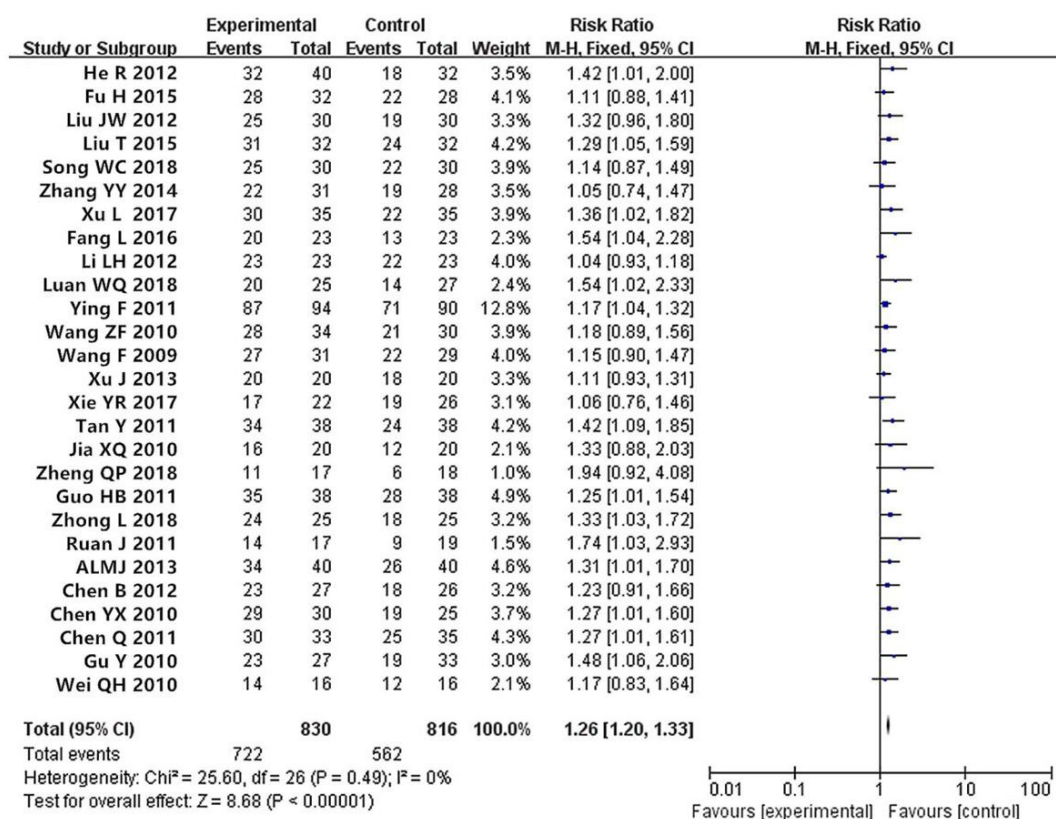 Experimental Control Risk Ratio Risk Ratio
Study or Subgroup Events Total Events Total Weight M-H, Fixed, 95% CI M-H, Fixed, 95% CI
He R 2012 32 40 18 32 3.5% 1.42 [1.01, 2.00]
Fu H 2015 28 32 22 28 4.1% 1.11 [0.88, 1.41]
Liu JW 2012 25 30 19 30 3.3% 1.32 [0.96, 1.80]
Liu T 2015 31 32 24 32 4.2% 1.29 [1.05, 1.59]
Song WC 2018 25 30 22 30 3.9% 1.14 [0.87, 1.49]
Zhang YY 2014 22 31 19 28 3.5% 1.05 [0.74, 1.47]
Xu L 2017 30 35 22 35 3.9% 1.36 [1.02, 1.82]
Fang L 2016 20 23 13 23 2.3% 1.54 [1.04, 2.28]
Li LH 2012 23 23 22 23 4.0% 1.04 [0.93, 1.18]
Luan WQ 2018 20 25 14 27 2.4% 1.54 [1.02, 2.33]
Ying F 2011 87 94 71 90 12.8% 1.17 [1.04, 1.32]
Wang ZF 2010 28 34 21 30 3.9% 1.18 [0.89, 1.56]
Wang F 2009 27 31 22 29 4.0% 1.15 [0.90, 1.47]
Xu J 2013 20 20 18 20 3.3% 1.11 [0.93, 1.31]
Xie YR 2017 17 22 19 26 3.1% 1.06 [0.76, 1.46]
Tan Y 2011 34 38 24 38 4.2% 1.42 [1.09, 1.85]
Jia XQ 2010 16 20 12 20 2.1% 1.33 [0.88, 2.03]
Zheng QP 2018 11 17 6 18 1.0% 1.94 [0.92, 4.08]
Guo HB 2011 35 38 28 38 4.9% 1.25 [1.01, 1.54]
Zhong L 2018 24 25 18 25 3.2% 1.33 [1.03, 1.72]
Ruan J 2011 14 17 9 19 1.5% 1.74 [1.03, 2.93]
ALMJ 2013 34 40 26 40 4.6% 1.31 [1.01, 1.70]
Chen B 2012 23 27 18 26 3.2% 1.23 [0.91, 1.66]
Chen YX 2010 29 30 19 25 3.7% 1.27 [1.01, 1.60]
Chen Q 2011 30 33 25 35 4.3% 1.27 [1.01, 1.61]
Gu Y 2010 23 27 19 33 3.0% 1.48 [1.06, 2.06]
Wei QH 2010 14 16 12 16 2.1% 1.17 [0.83, 1.64]
Total (95% CI) 830 816 100.0% 1.26 [1.20, 1.33]
Total events 722 562
Heterogeneity: Chi² = 25.60, df = 26 (P = 0.49); I² = 0%
Test for overall effect: Z = 8.68 (P < 0.00001)
0.01 0.1 1 10 100
Favours [experimental] Favours [control]